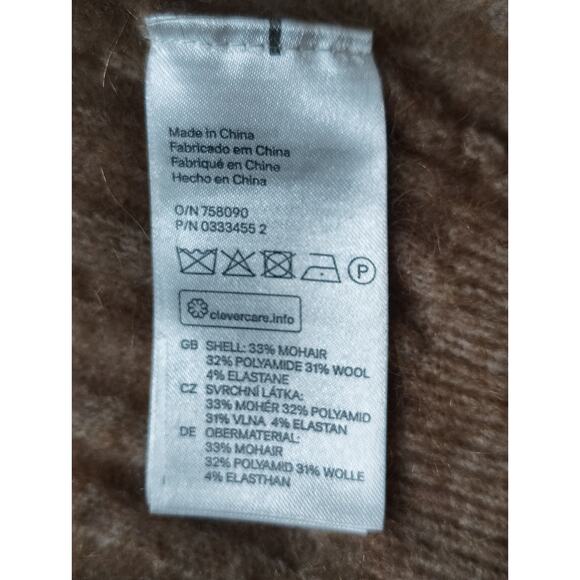 Made in China
Fabricado em China
Fabriqué en Chine
Hecho en China
O/N 758090
P/N 0333455 2
P
clevercare.info
GB SHELL: 33% MOHAIR
32% POLYAMIDE 31% WOOL
4% ELASTANE
CZ SVRCHNÍ LÁTKA:
33% MOHÉR 32% POLYAMID
31% VLNA 4% ELASTAN
DE OBERMATERIAL:
33% MOHAIR
32% POLYAMID 31% WOLLE
4% ELASTHAN